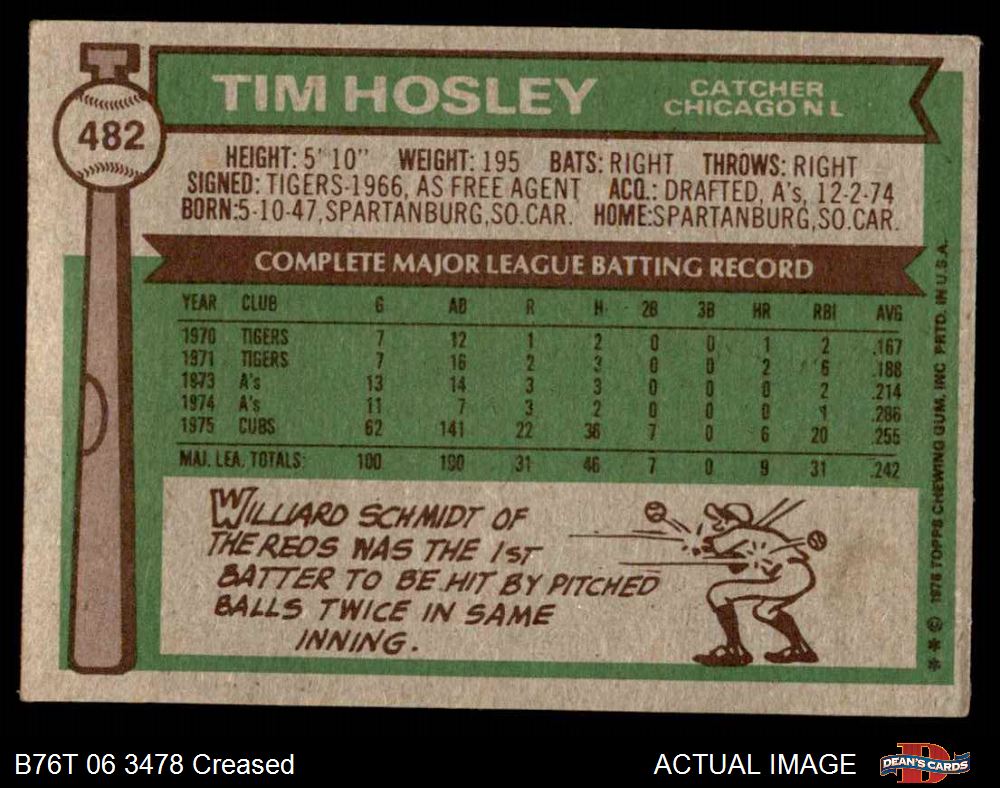 482
TIM HOSLEY
CATCHER
CHICAGO N L
HEIGHT: 5' 10" WEIGHT: 195 BATS: RIGHT THROWS: RIGHT
SIGNED: TIGERS-1966, AS FREE AGENT ACQ.: DRAFTED, A's, 12-2-74
BORN:5-10-47, SPARTANBURG, SO.CAR. HOME:SPARTANBURG, SO.CAR.
COMPLETE MAJOR LEAGUE BATTING RECORD
YEAR CLUB G AB R H 2B 3B HR RBI AVG
1970 TIGERS 7 12 1 2 0 0 1 2 .167
1971 TIGERS 7 16 2 3 0 0 2 6 .188
1973 A's 13 14 3 3 0 0 0 2 .214
1974 A's 11 7 3 2 0 0 0 1 .286
1975 CUBS 62 141 22 36 7 0 6 20 .255
MAJ. LEA. TOTALS: 100 190 31 46 7 0 9 31 .242
WILLIARD SCHMIDT OF
THE REDS WAS THE 1ST
BATTER TO BE HIT BY PITCHED
BALLS TWICE IN SAME
INNING.
** © 1976 TOPPS CHEWING GUM, INC PRTD. IN U.S.A.
B76T 06 3478 Creased
ACTUAL IMAGE
D
DEAN'S CARDS